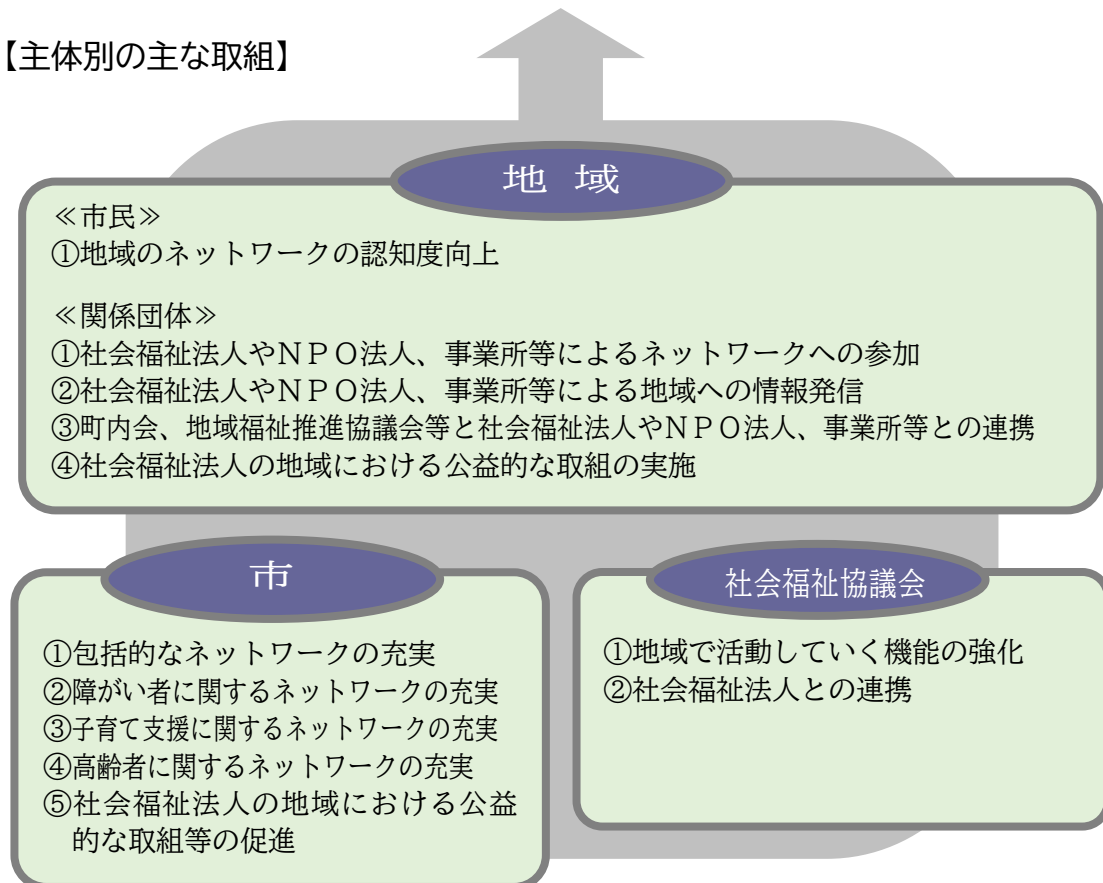 【主体別の主な取組】
地 域
≪市民≫
①地域のネットワークの認知度向上
≪関係団体≫
①社会福祉法人やＮＰＯ法人、事業所等によるネットワークへの参加
②社会福祉法人やＮＰＯ法人、事業所等による地域への情報発信
③町内会、地域福祉推進協議会等と社会福祉法人やＮＰＯ法人、事業所等との連携
④社会福祉法人の地域における公益的な取組の実施
市
①包括的なネットワークの充実
②障がい者に関するネットワークの充実
③子育て支援に関するネットワークの充実
④高齢者に関するネットワークの充実
⑤社会福祉法人の地域における公益
的な取組等の促進
社会福祉協議会
①地域で活動していく機能の強化
②社会福祉法人との連携